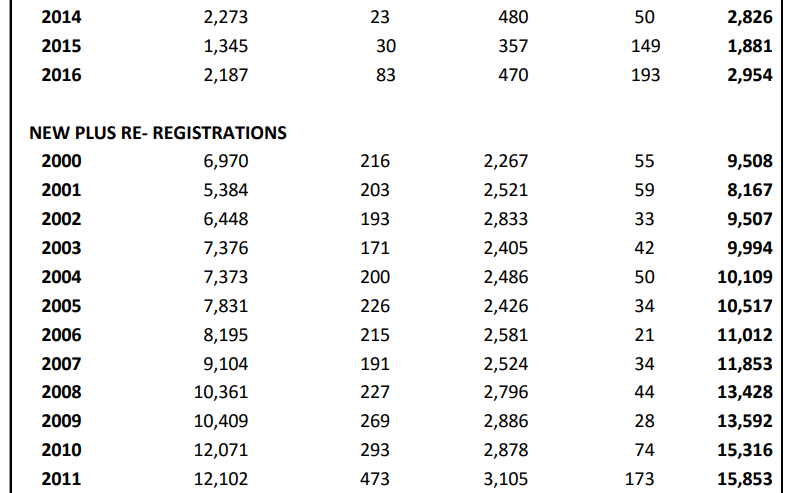 2014 2,273 23 480 50 2,826
2015 1,345 30 357 149 1,881
2016 2,187 83 470 193 2,954
NEW PLUS RE- REGISTRATIONS
2000 6,970 216 2,267 55 9,508
2001 5,384 203 2,521 59 8,167
2002 6,448 193 2,833 33 9,507
2003 7,376 171 2,405 42 9,994
2004 7,373 200 2,486 50 10,109
2005 7,831 226 2,426 34 10,517
2006 8,195 215 2,581 21 11,012
2007 9,104 191 2,524 34 11,853
2008 10,361 227 2,796 44 13,428
2009 10,409 269 2,886 28 13,592
2010 12,071 293 2,878 74 15,316
2011 12,102 473 3,105 173 15,853